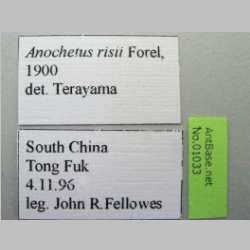 Anochetus risii Forel,
1900
det. Terayama
South China
Tong Fuk
4.11.96
leg. John R.Fellowes
AntBase.net
No.01033